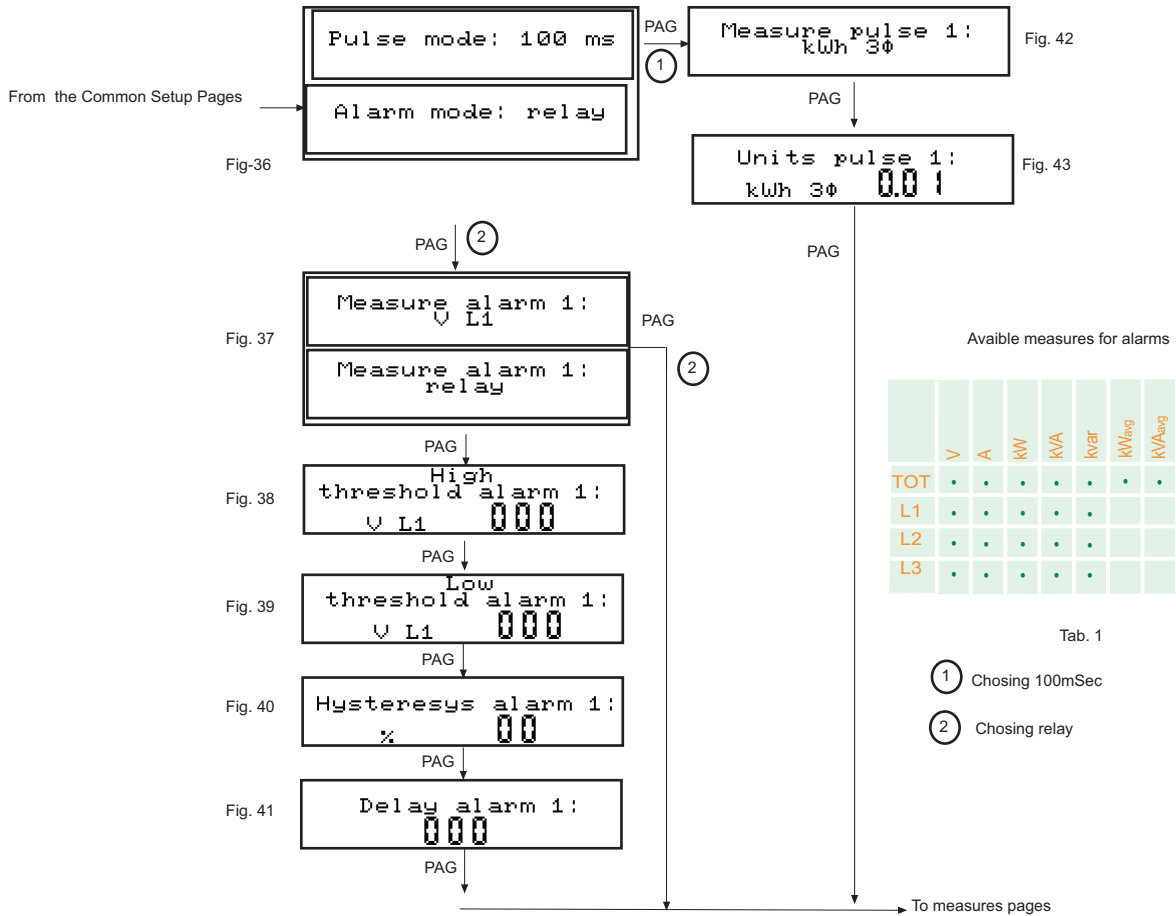 Pulse mode: 100 ms
PAG
1
Measure pulse 1:
kWh 3Φ
Fig. 42
From the Common Setup Pages
Alarm mode: relay
Fig-36
PAG
Units pulse 1:
kWh 3Φ 0.01
Fig. 43
PAG
PAG
2
Measure alarm 1:
V L1
Fig. 37
Measure alarm 1:
relay
PAG
2
PAG
High
threshold alarm 1:
V L1 000
Fig. 38
PAG
Low
threshold alarm 1:
V L1 000
Fig. 39
PAG
Hysteresys alarm 1:
% 00
Fig. 40
PAG
Delay alarm 1:
000
Fig. 41
PAG
To measures pages
Avaible measures for alarms
V A kW kVA kvar kWavg kVAavg
TOT • • • • • • •
L1 • • • • •
L2 • • • • •
L3 • • • • •
Tab. 1
1 Chosing 100mSec
2 Chosing relay